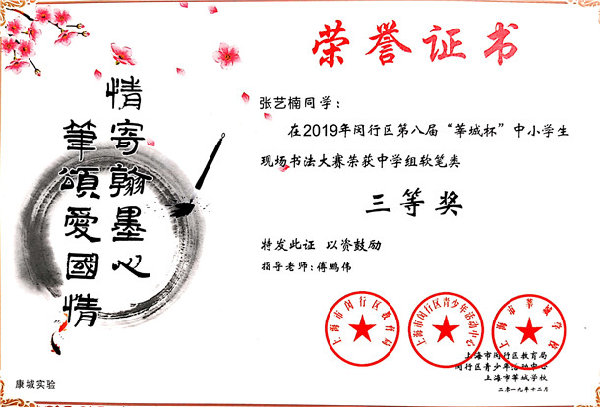 荣誉证书
情寄翰墨心
筆頌愛國情
张艺楠同学：
在2019年闵行区第八届“莘城杯”中小学生
现场书法大赛荣获中学组软笔类
三等奖
特发此证 以资鼓励
指导老师：傅鹏伟
上海市闵行区教育局
上海市闵行区青少年活动中心
上海市莘城学校
上海市闵行区教育局
闵行区青少年活动中心
上海市莘城学校
二零一九年十二月
康城实验